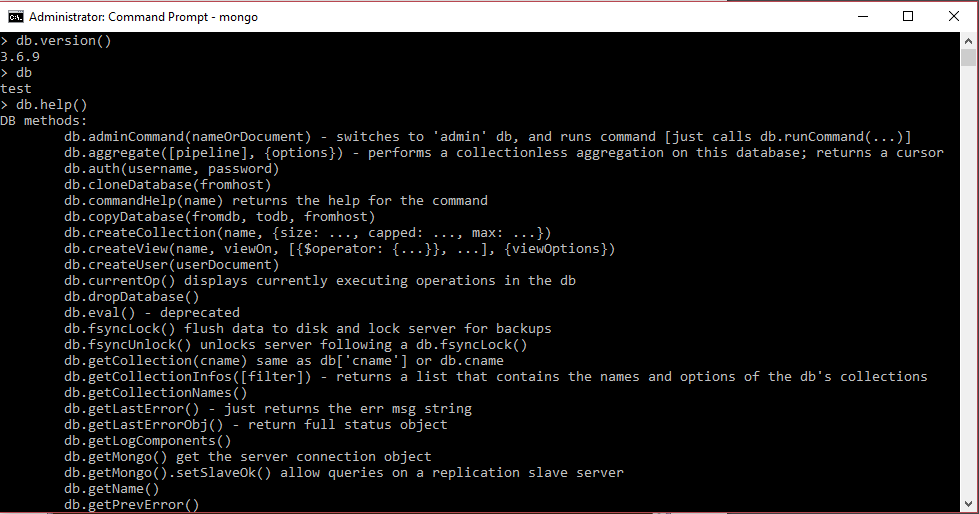 Administrator: Command Prompt - mongo
> db.version()
3.6.9
> db
test
> db.help()
DB methods:
db.adminCommand(nameOrDocument) - switches to 'admin' db, and runs command [just calls db.runCommand(...)]
db.aggregate([pipeline], {options}) - performs a collectionless aggregation on this database; returns a cursor
db.auth(username, password)
db.cloneDatabase(fromhost)
db.commandHelp(name) returns the help for the command
db.copyDatabase(fromdb, todb, fromhost)
db.createCollection(name, {size: ..., capped: ..., max: ...})
db.createView(name, viewOn, [{$operator: {...}}, ...], {viewOptions})
db.createUser(userDocument)
db.currentOp() displays currently executing operations in the db
db.dropDatabase()
db.eval() - deprecated
db.fsyncLock() flush data to disk and lock server for backups
db.fsyncUnlock() unlocks server following a db.fsyncLock()
db.getCollection(cname) same as db['cname'] or db.cname
db.getCollectionInfos([filter]) - returns a list that contains the names and options of the db's collections
db.getCollectionNames()
db.getLastError() - just returns the err msg string
db.getLastErrorObj() - return full status object
db.getLogComponents()
db.getMongo() get the server connection object
db.getMongo().setSlaveOk() allow queries on a replication slave server
db.getName()
db.getPrevError()